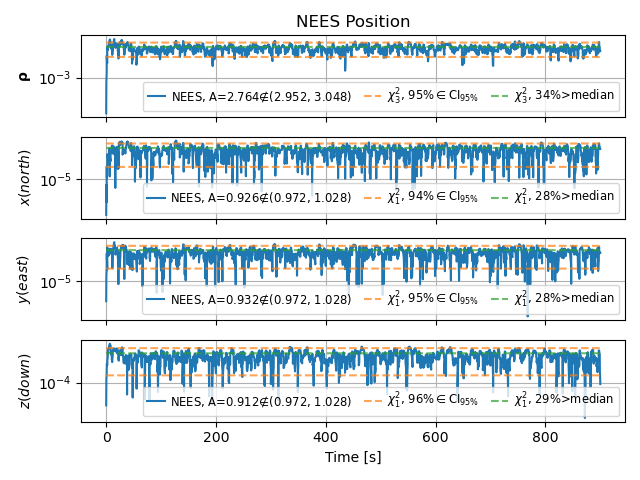 NEES Position
ρ
10⁻³
NEES, A=2.764∉(2.952, 3.048) χ²₃, 95%∈CI₉₅% χ²₃, 34%>median
x(north)
10⁻⁵
NEES, A=0.926∉(0.972, 1.028) χ²₁, 94%∈CI₉₅% χ²₁, 28%>median
y(east)
10⁻⁵
NEES, A=0.932∉(0.972, 1.028) χ²₁, 95%∈CI₉₅% χ²₁, 28%>median
z(down)
10⁻⁴
NEES, A=0.912∉(0.972, 1.028) χ²₁, 96%∈CI₉₅% χ²₁, 29%>median
0 200 400 600 800
Time [s]